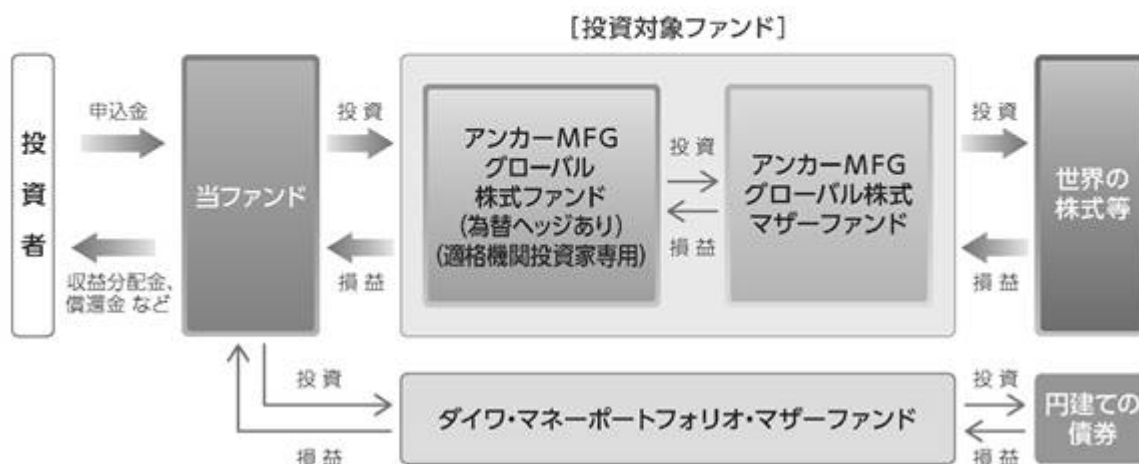 ［投資対象ファンド］
投資者
申込金
収益分配金、
償還金 など
当ファンド
投 資
損 益
アンカーMFG
グローバル
株式ファンド
(為替ヘッジあり)
(適格機関投資家専用)
投 資
損 益
アンカーMFG
グローバル株式
マザーファンド
投 資
損 益
世界の
株式等
投 資
損 益
ダイワ・マネーポートフォリオ・マザーファンド
投 資
損 益
円建ての
債券